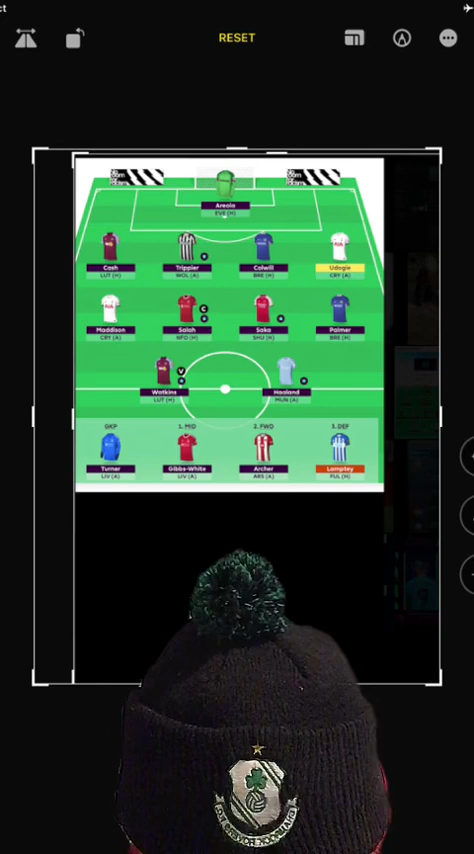 RESET
Areola
EVE (H)
Cash Trippier Colwill Udogie
LUT (H) WOL (A) BRE (H) CRY (A)
Maddison Salah Saka Palmer
CRY (A) NFO (H) SHU (H) BRE (H)
C
V
Watkins Haaland
LUT (H) MUN (A)
GKP 1. MID 2. FWD 3. DEF
Turner Gibbs-White Archer Lamptey
LIV (A) LIV (A) ARS (A) FUL (H)